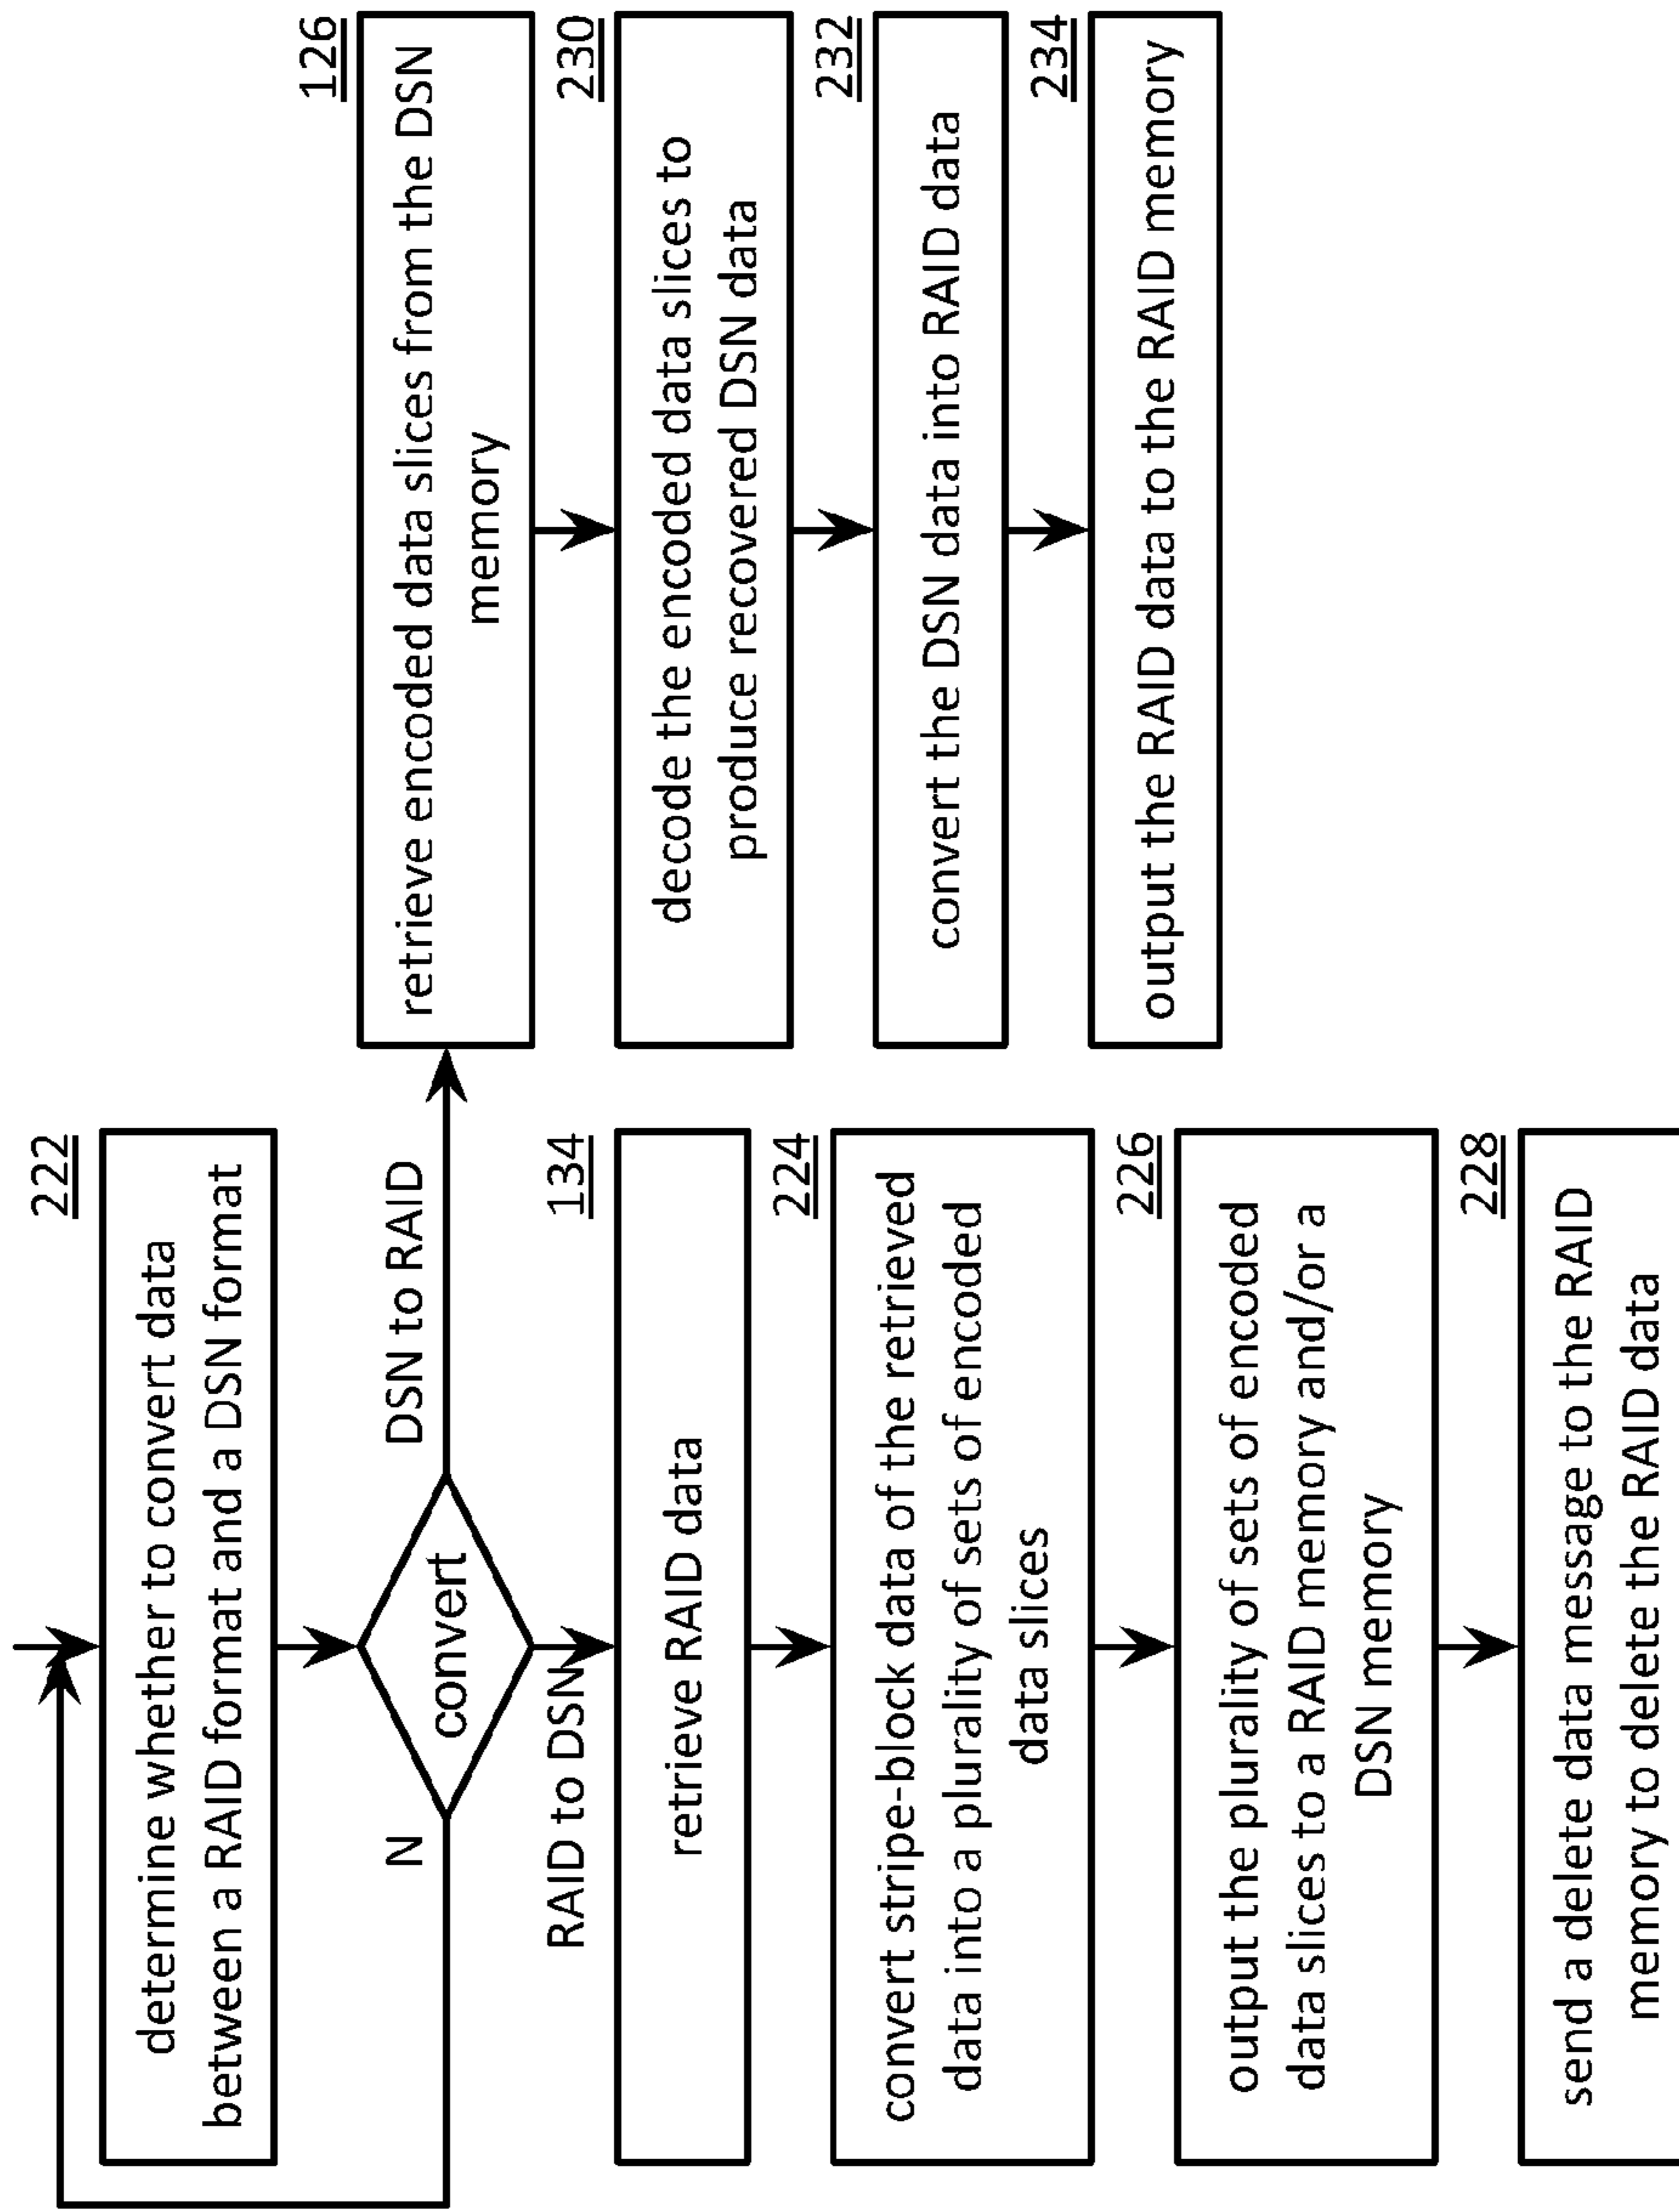 222
determine whether to convert data
between a RAID format and a DSN format
convert
N
DSN to RAID
RAID to DSN
134
retrieve RAID data
224
convert stripe-block data of the retrieved
data into a plurality of sets of encoded
data slices
226
output the plurality of sets of encoded
data slices to a RAID memory and/or a
DSN memory
228
send a delete data message to the RAID
memory to delete the RAID data
126
retrieve encoded data slices from the DSN
memory
230
decode the encoded data slices to
produce recovered DSN data
232
convert the DSN data into RAID data
234
output the RAID data to the RAID memory